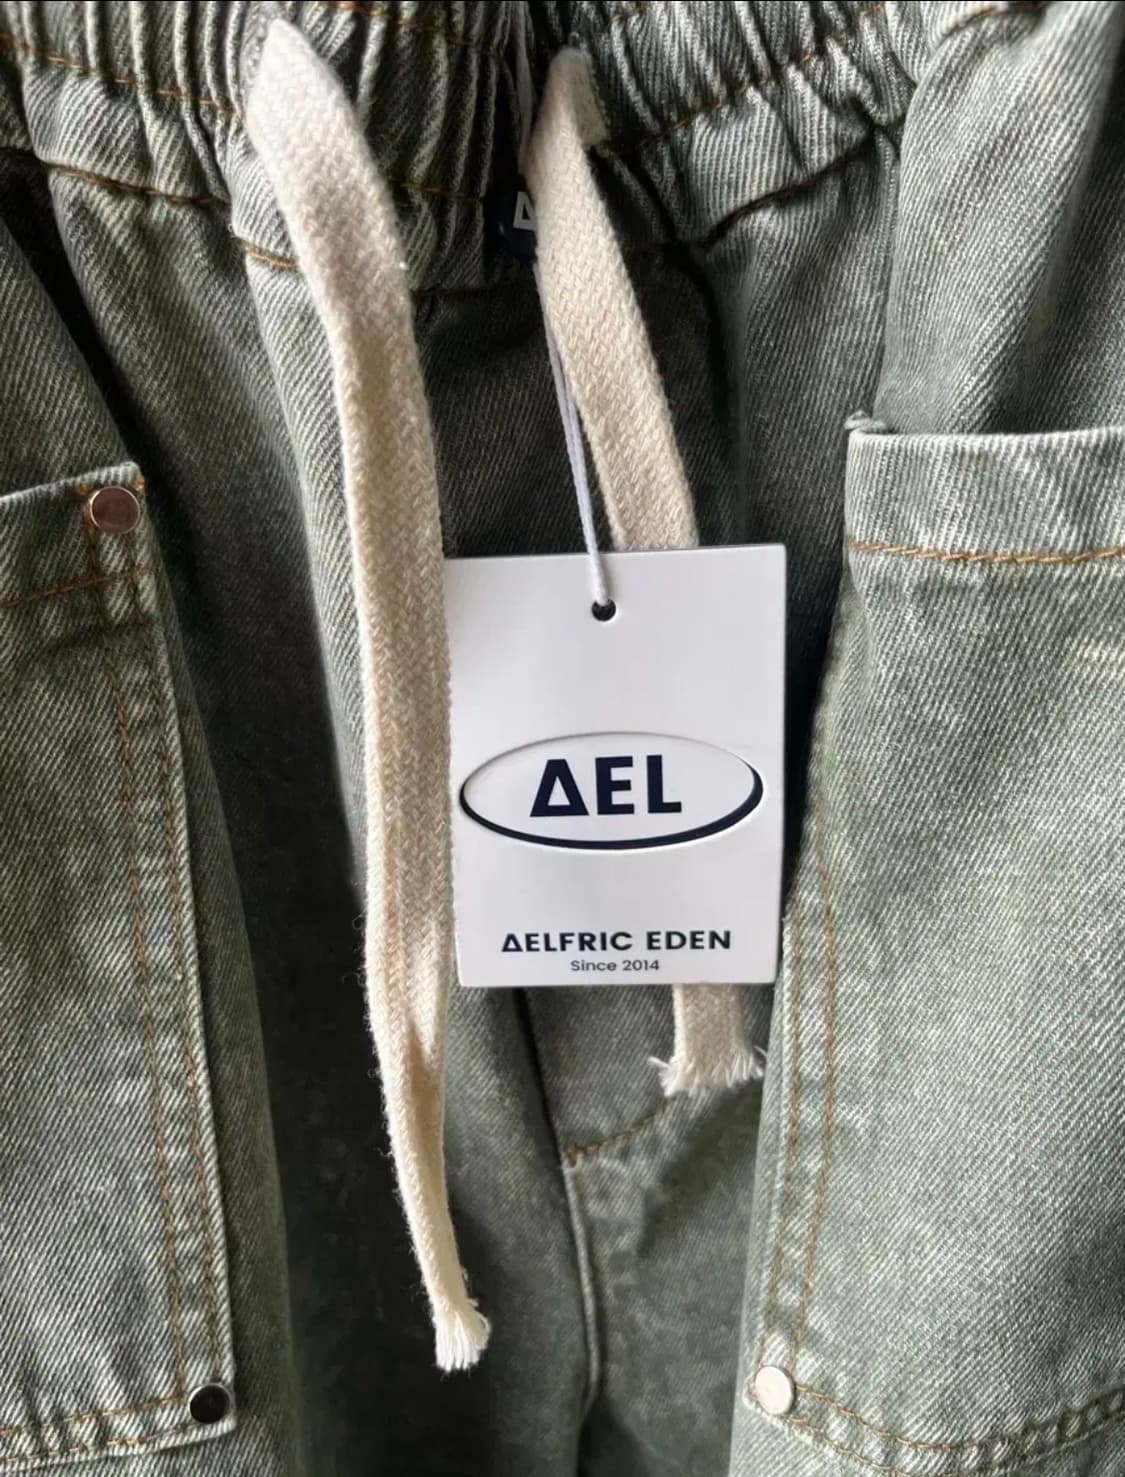 ΔEL
ΔELFRIC EDEN
Since 2014